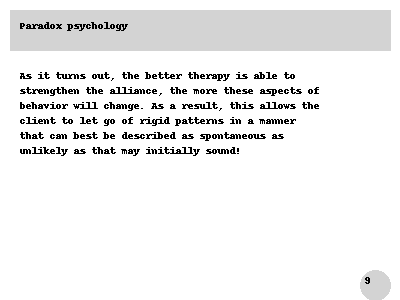 Paradox psychology
As it turns out, the better therapy is able to
strengthen the alliance, the more these aspects of
behavior will change. As a result, this allows the
client to let go of rigid patterns in a manner
that can best be described as spontaneous as
unlikely as that may initially sound!
9